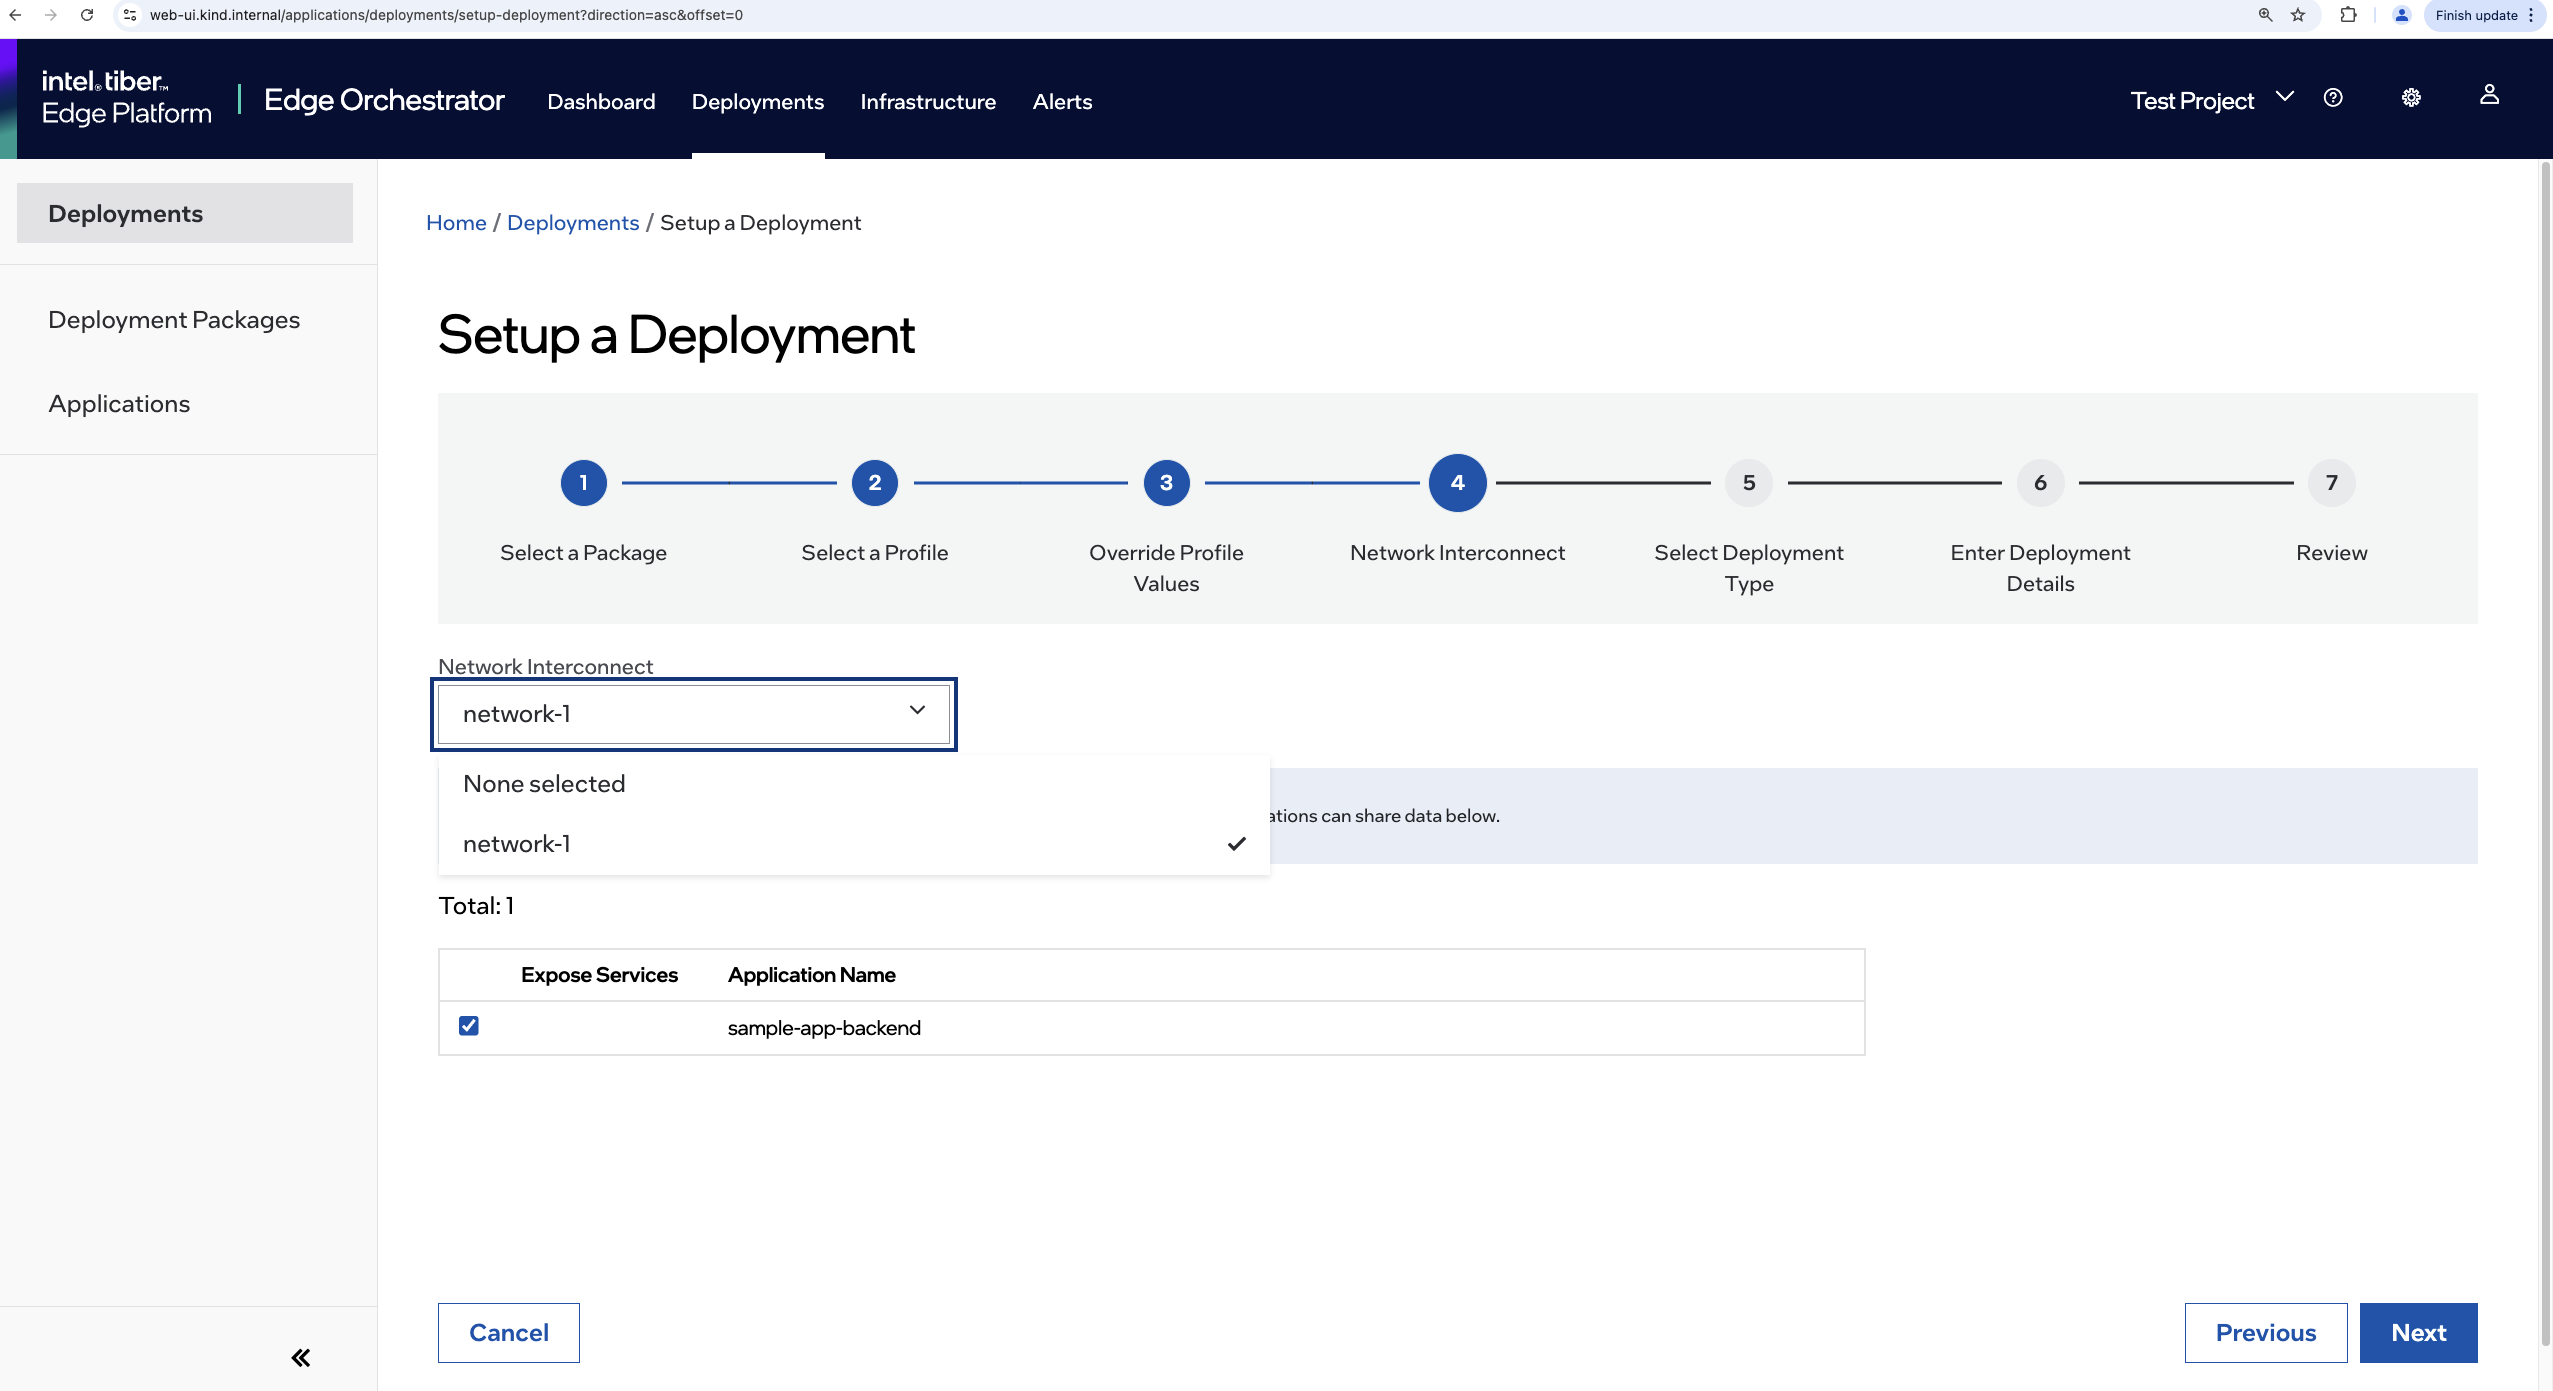 web-ui.kind.internal/applications/deployments/setup-deployment?direction=asc&offset=0
Finish update
intel. tiber™
Edge Platform
Edge Orchestrator
Dashboard
Deployments
Infrastructure
Alerts
Test Project
Deployments
Deployment Packages
Applications
Home / Deployments / Setup a Deployment
Setup a Deployment
1
2
3
4
5
6
7
Select a Package
Select a Profile
Override Profile
Values
Network Interconnect
Select Deployment
Type
Enter Deployment
Details
Review
Network Interconnect
network-1
None selected
network-1
ations can share data below.
Total: 1
Expose Services
Application Name
sample-app-backend
Cancel
Previous
Next